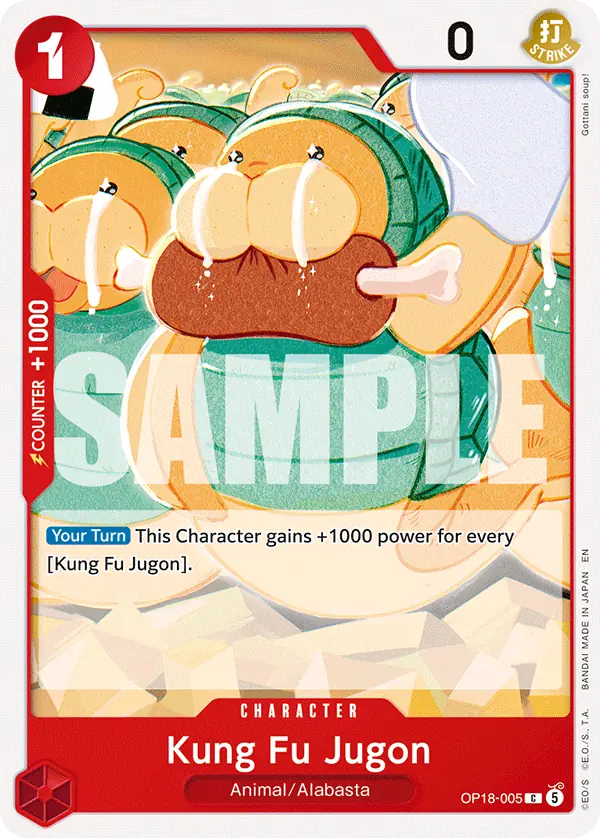 1
0
打
STRIKE
Gottani soup!
COUNTER +1000
SAMPLE
Your Turn This Character gains +1000 power for every
[Kung Fu Jugon].
CHARACTER
Kung Fu Jugon
Animal/Alabasta
OP18-005 C 5
©EO/S ©E.O./S., T.A. BANDAI MADE IN JAPAN EN